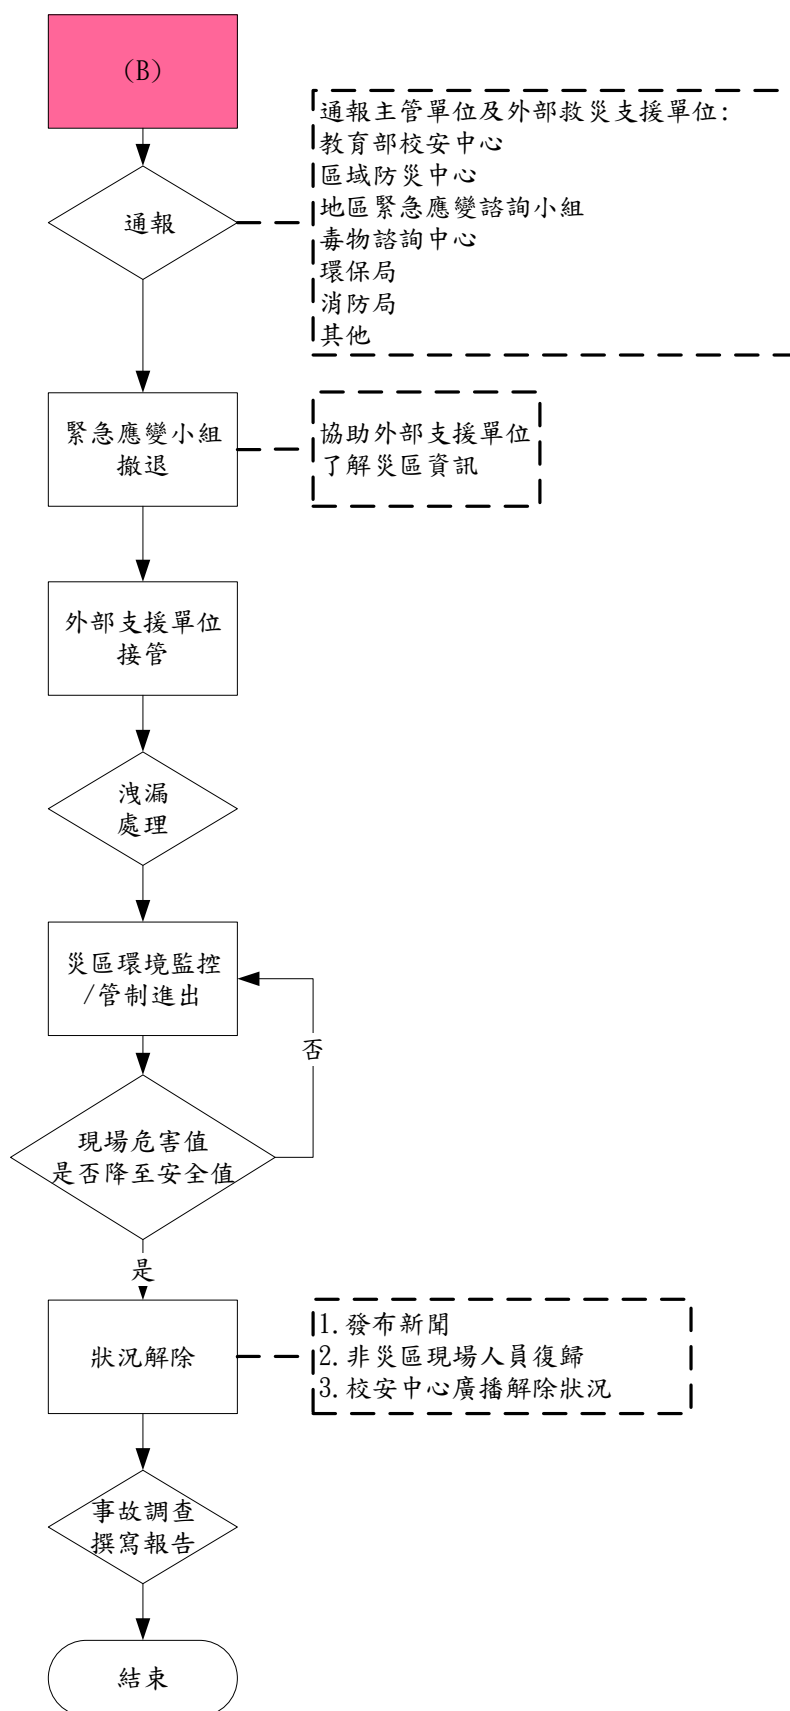 (B)
通報
通報主管單位及外部救災支援單位:
教育部校安中心
區域防災中心
地區緊急應變諮詢小組
毒物諮詢中心
環保局
消防局
其他
緊急應變小組
撤退
協助外部支援單位
了解災區資訊
外部支援單位
接管
洩漏
處理
災區環境監控
/管制進出
否
現場危害值
是否降至安全值
是
狀況解除
1.發布新聞
2.非災區現場人員復歸
3.校安中心廣播解除狀況
事故調查
撰寫報告
結束